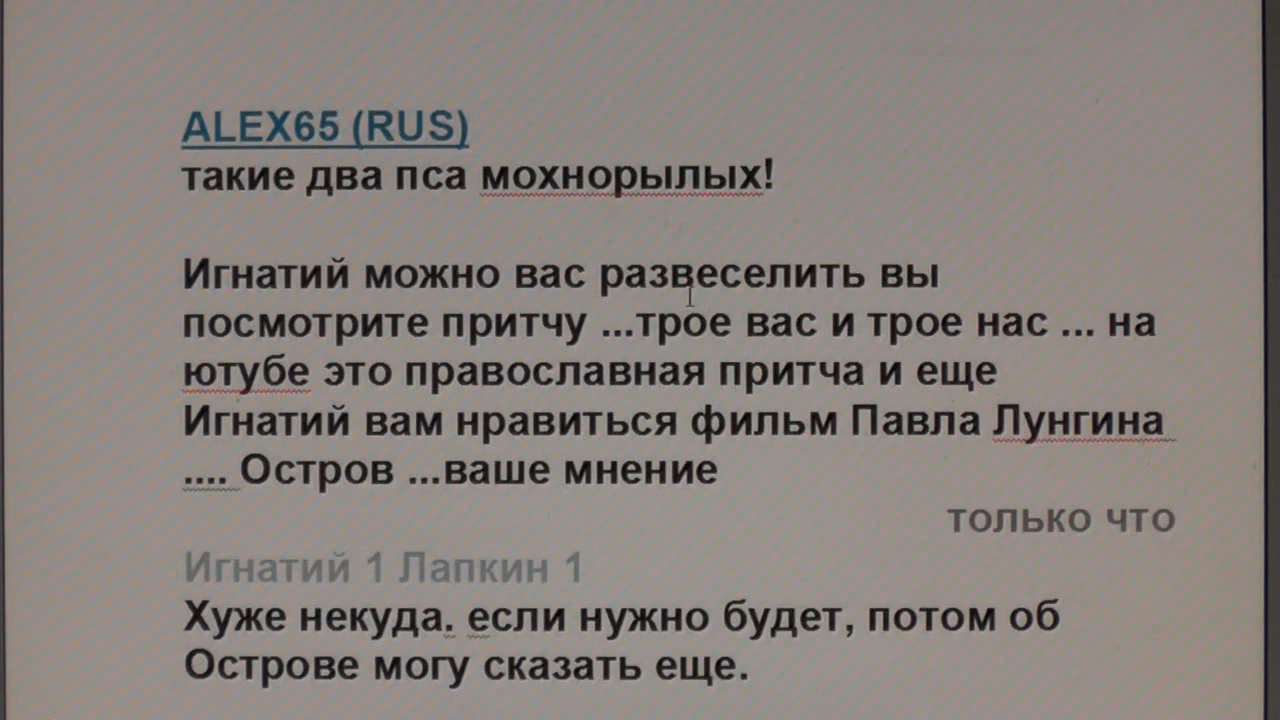 ALEX65 (RUS)
такие два пса мохнорылых!
Игнатий можно вас развеселить вы
посмотрите притчу ...трое вас и трое нас ... на
ютубе это православная притча и еще
Игнатий вам нравиться фильм Павла Лунгина
.... Остров ...ваше мнение
только что
Игнатий 1 Лапкин 1
Хуже некуда. если нужно будет, потом об
Острове могу сказать еще.